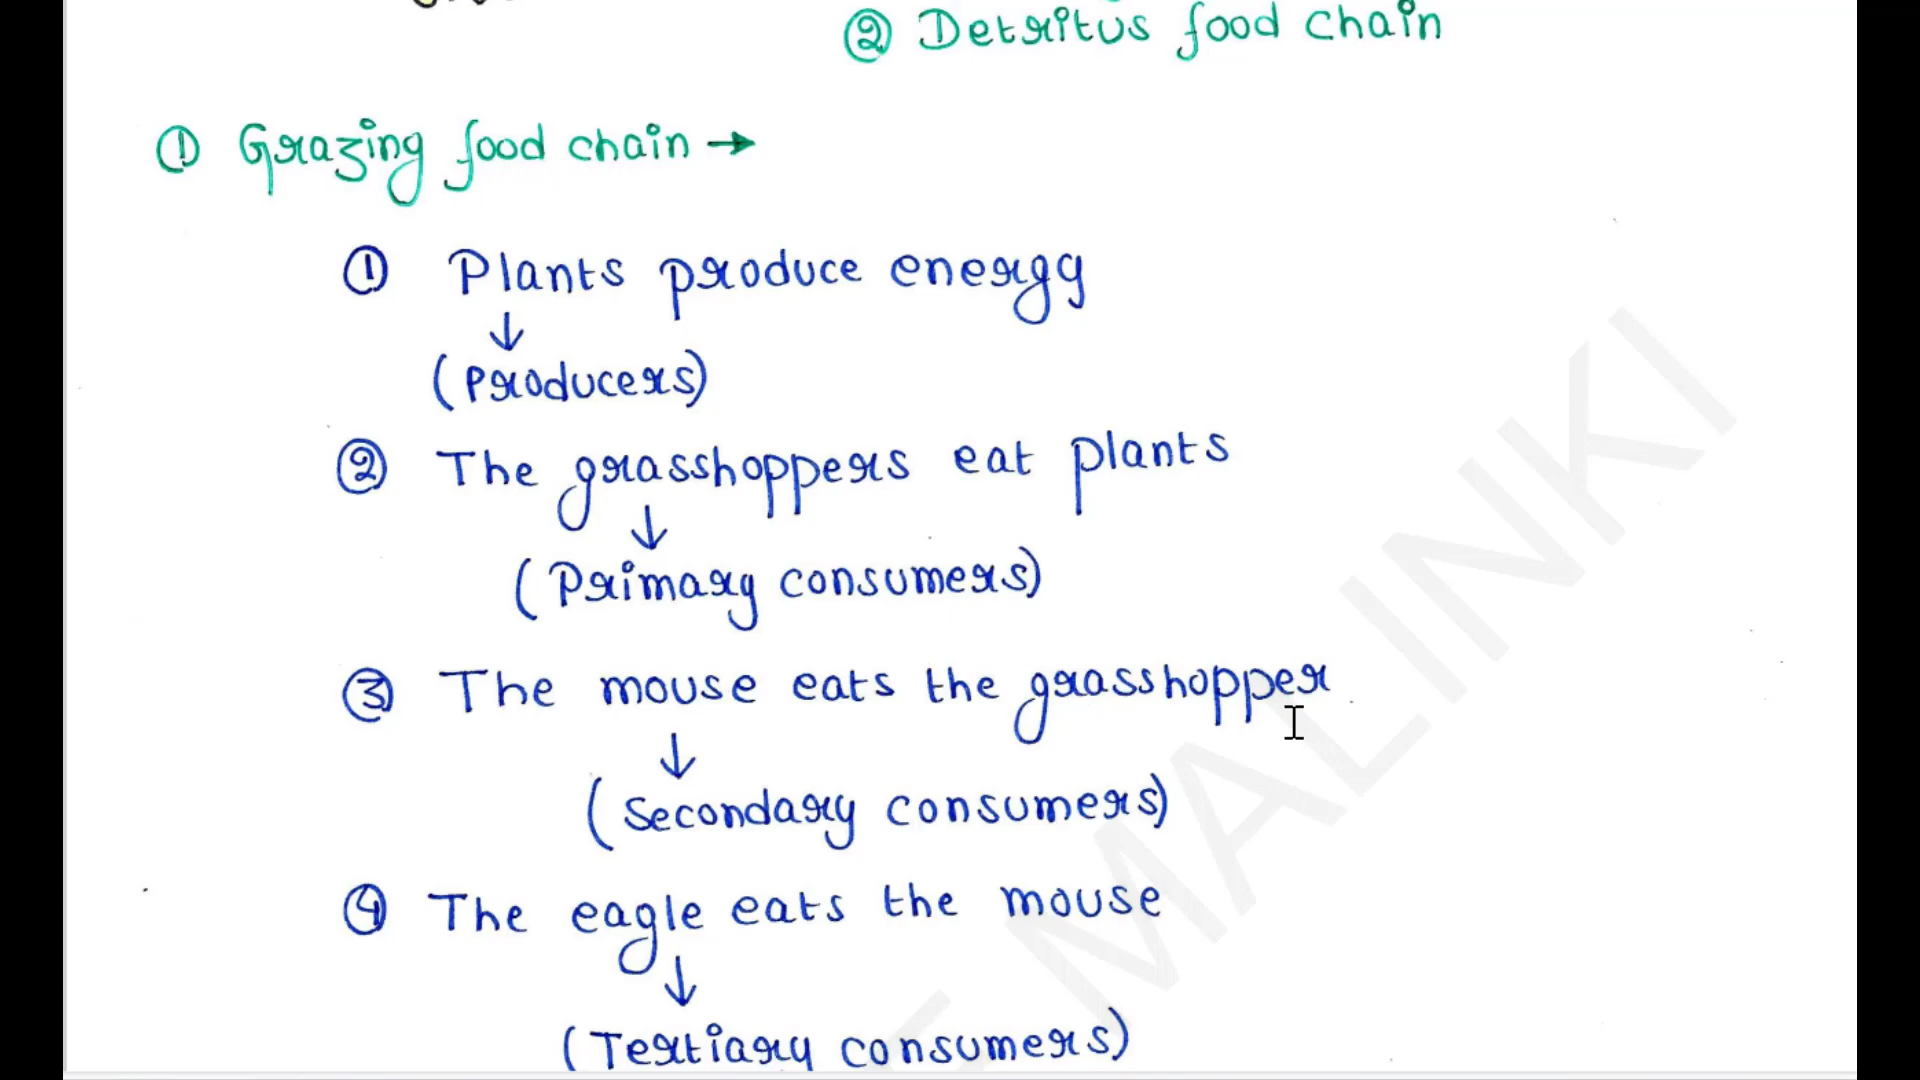 ② Detritus food chain
① Grazing food chain →
① Plants produce energy
↓
(Producers)
② The grasshoppers eat plants
↓
(Primary consumers)
③ The mouse eats the grasshopper
↓
(Secondary consumers)
④ The eagle eats the mouse
↓
(Tertiary consumers)
MALINKI